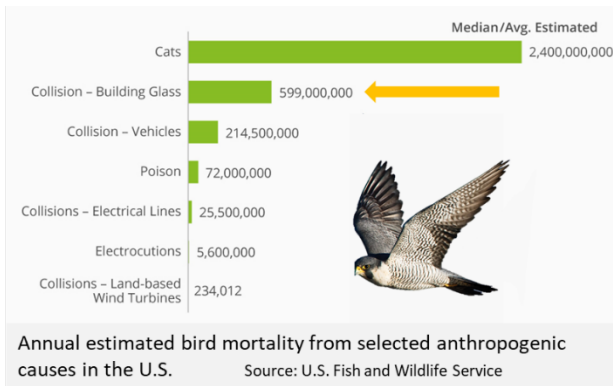 Median/Avg. Estimated
Cats 2,400,000,000
Collision – Building Glass 599,000,000
Collision – Vehicles 214,500,000
Poison 72,000,000
Collisions – Electrical Lines 25,500,000
Electrocutions 5,600,000
Collisions – Land-based
Wind Turbines 234,012
Annual estimated bird mortality from selected anthropogenic
causes in the U.S. Source: U.S. Fish and Wildlife Service